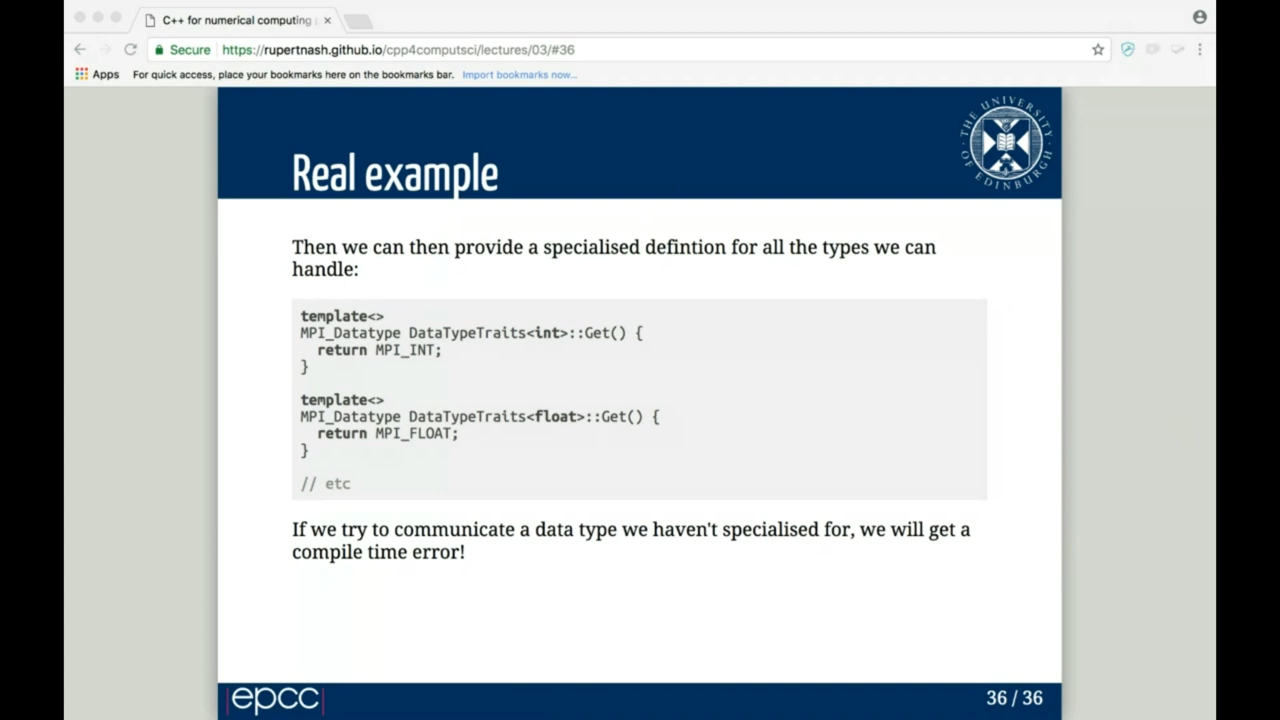 C++ for numerical computing
Secure
https://rupertnash.github.io/cpp4computsci/lectures/03/#36
Apps
For quick access, place your bookmarks here on the bookmarks bar.
Import bookmarks now...
THE UNIVERSITY OF EDINBURGH
Real example
Then we can then provide a specialised defintion for all the types we can
handle:
template<>
MPI_Datatype DataTypeTraits<int>::Get() {
return MPI_INT;
}
template<>
MPI_Datatype DataTypeTraits<float>::Get() {
return MPI_FLOAT;
}
// etc
If we try to communicate a data type we haven't specialised for, we will get a
compile time error!
|epcc|
36 / 36